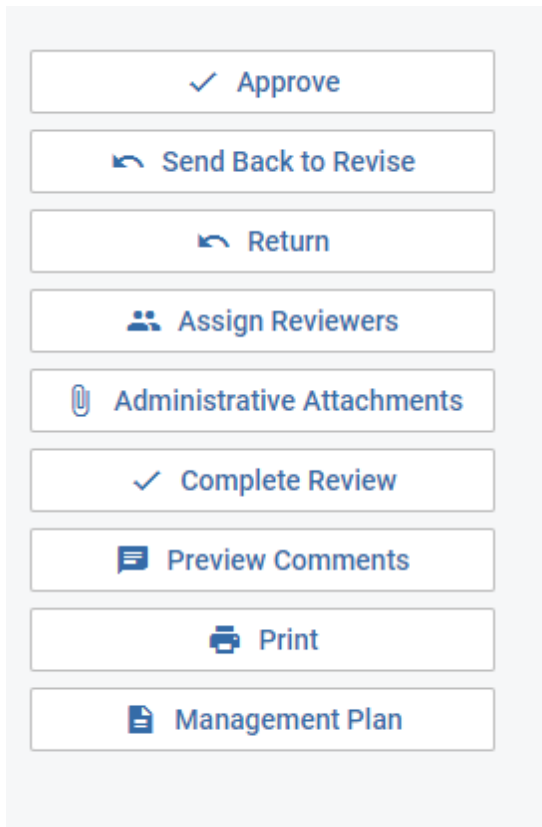 Approve
Send Back to Revise
Return
Assign Reviewers
Administrative Attachments
Complete Review
Preview Comments
Print
Management Plan